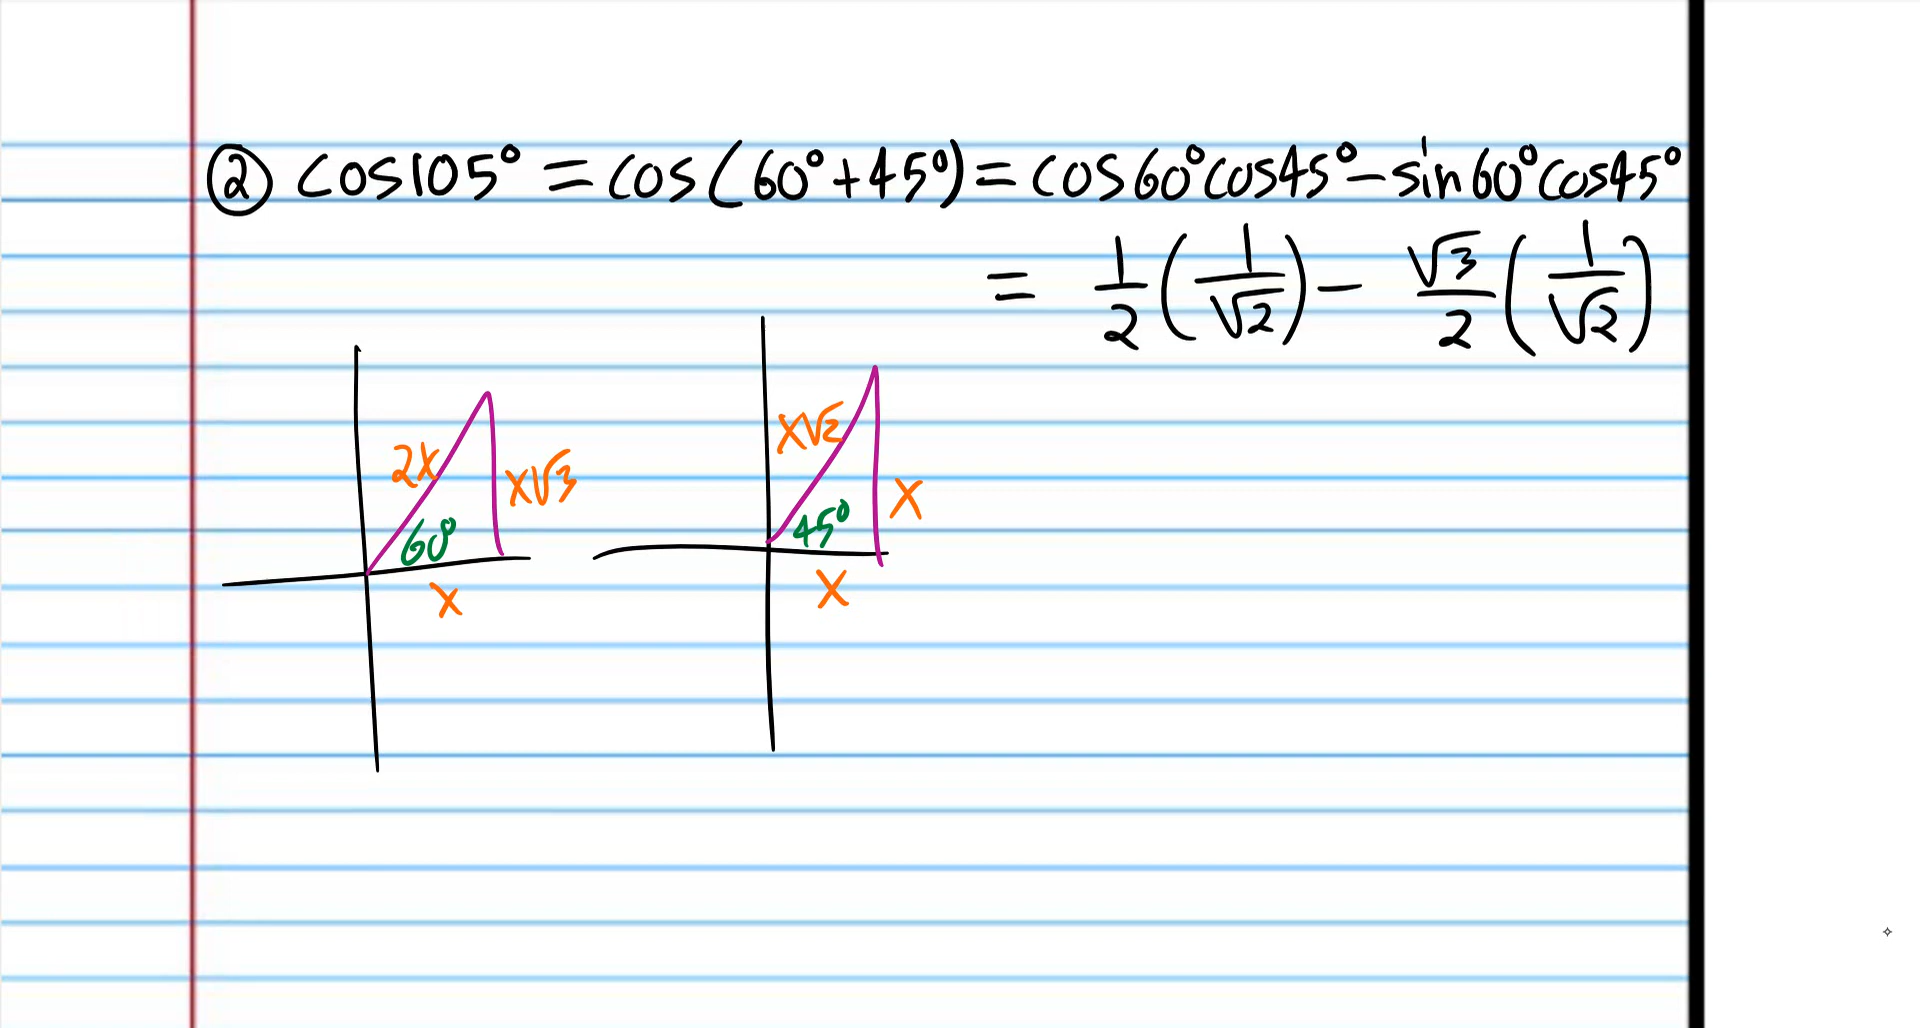 ② cos105° = cos(60°+45°) = cos60°cos45° − sin60°cos45°
= 1/2 (1/√2) − √3/2 (1/√2)
2x x√3 60° x
x√2 x 45° x